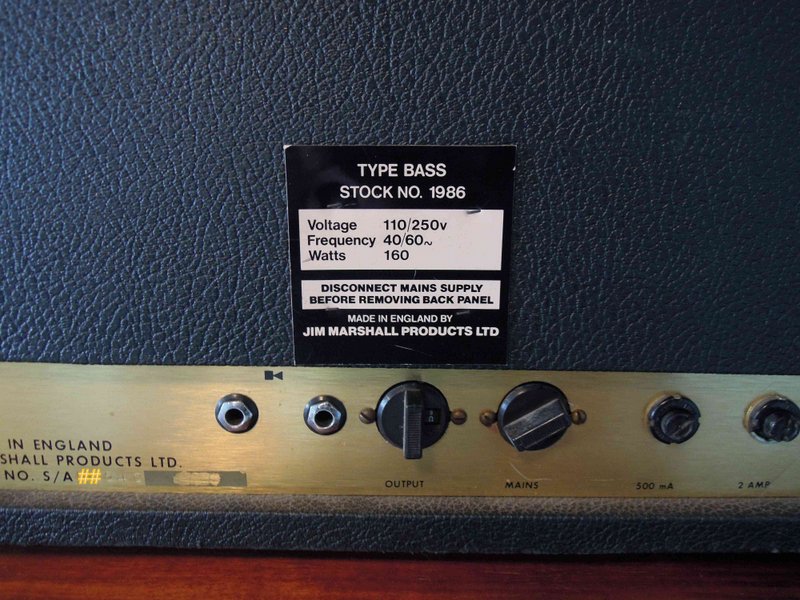 TYPE BASS
STOCK NO. 1986
Voltage 110/250v
Frequency 40/60~
Watts 160
DISCONNECT MAINS SUPPLY
BEFORE REMOVING BACK PANEL
MADE IN ENGLAND BY
JIM MARSHALL PRODUCTS LTD
IN ENGLAND
SHALL PRODUCTS LTD.
NO. S/A ##
OUTPUT
MAINS
500 mA
2 AMP